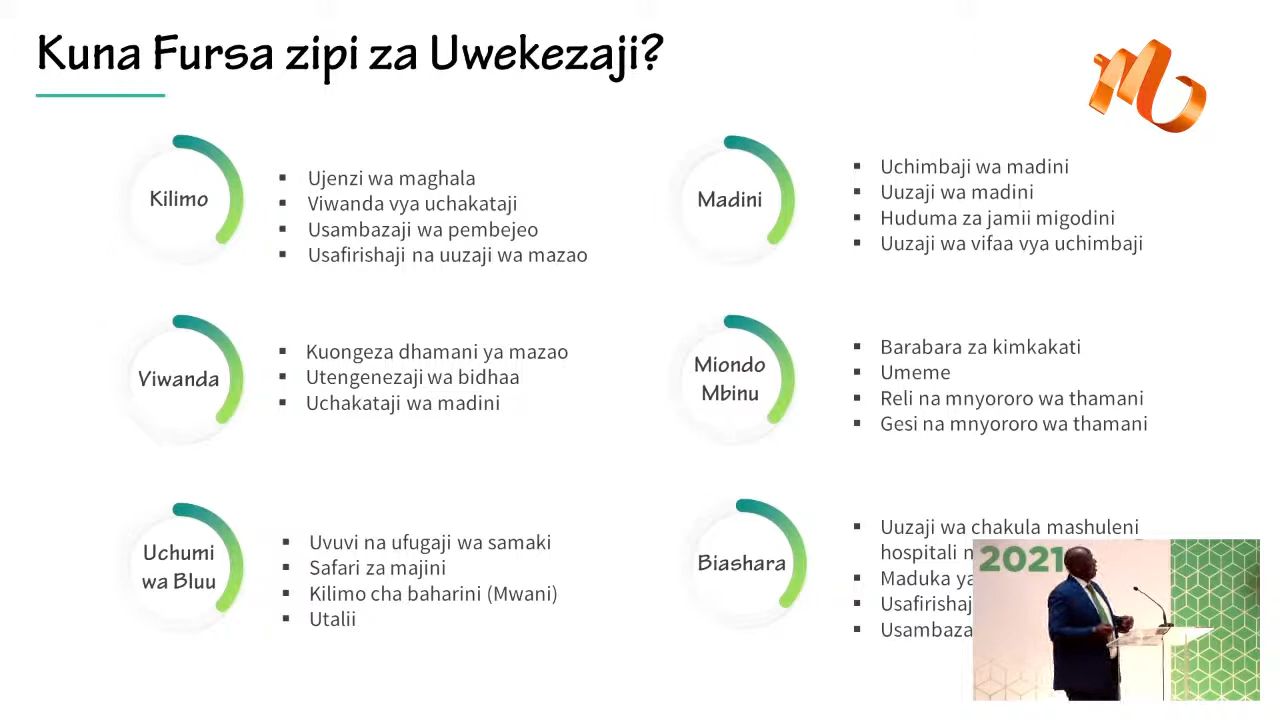 Kuna Fursa zipi za Uwekezaji?
Kilimo
Ujenzi wa maghala
Viwanda vya uchakataji
Usambazaji wa pembejeo
Usafirishaji na uuzaji wa mazao
Madini
Uchimbaji wa madini
Uuzaji wa madini
Huduma za jamii migodini
Uuzaji wa vifaa vya uchimbaji
Viwanda
Kuongeza dhamani ya mazao
Utengenezaji wa bidhaa
Uchakataji wa madini
Miondo
Mbinu
Barabara za kimkakati
Umeme
Reli na mnyororo wa thamani
Gesi na mnyororo wa thamani
Uchumi
wa Bluu
Uvuvi na ufugaji wa samaki
Safari za majini
Kilimo cha baharini (Mwani)
Utalii
Biashara
Uuzaji wa chakula mashuleni
hospitali
Maduka
2021